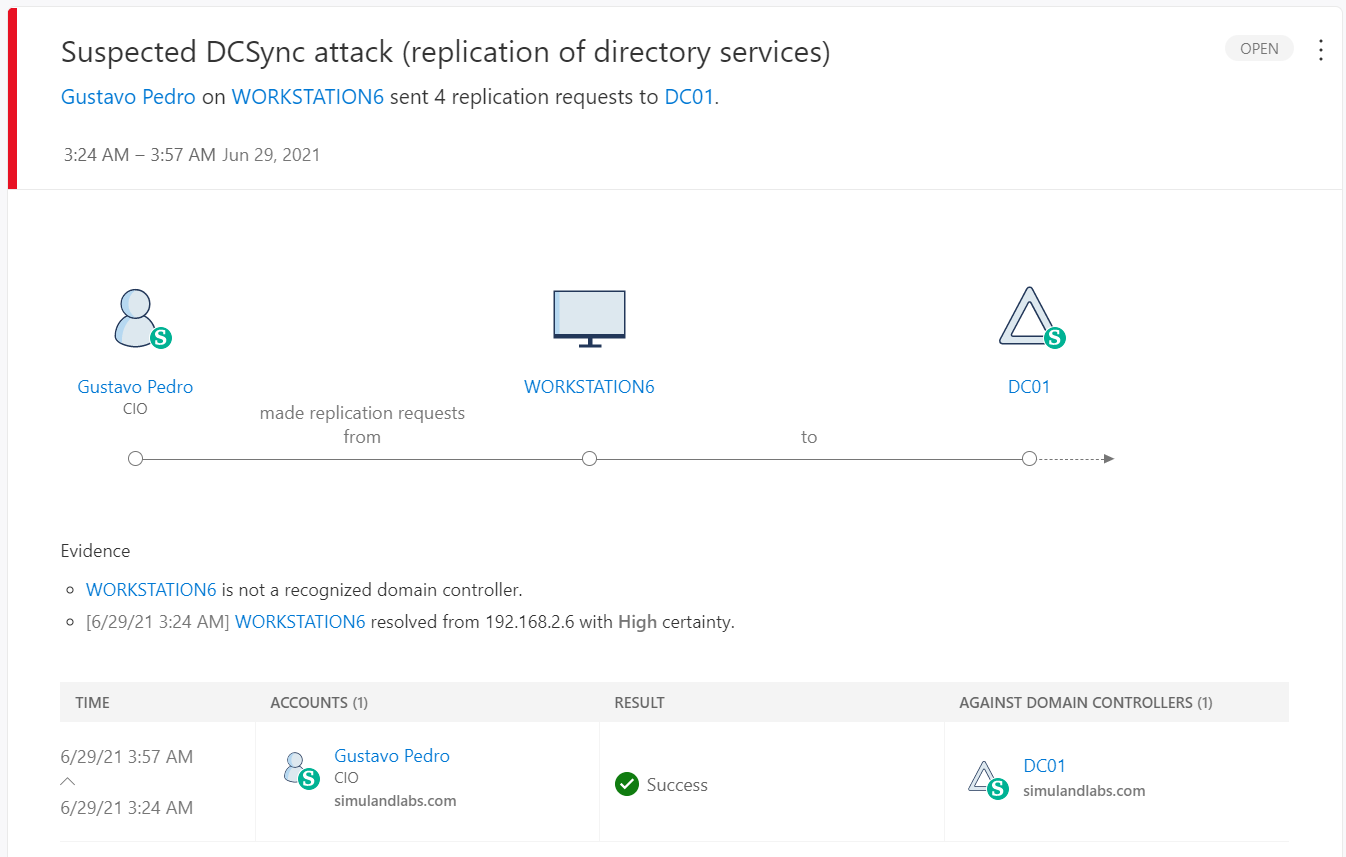 Suspected DCSync attack (replication of directory services)
OPEN
Gustavo Pedro on WORKSTATION6 sent 4 replication requests to DC01.
3:24 AM – 3:57 AM Jun 29, 2021
S
S
Gustavo Pedro
WORKSTATION6
DC01
CIO
made replication requests
from
to
Evidence
WORKSTATION6 is not a recognized domain controller.
[6/29/21 3:24 AM] WORKSTATION6 resolved from 192.168.2.6 with High certainty.
TIME
ACCOUNTS (1)
RESULT
AGAINST DOMAIN CONTROLLERS (1)
6/29/21 3:57 AM
6/29/21 3:24 AM
S
Gustavo Pedro
CIO
simulandlabs.com
Success
S
DC01
simulandlabs.com